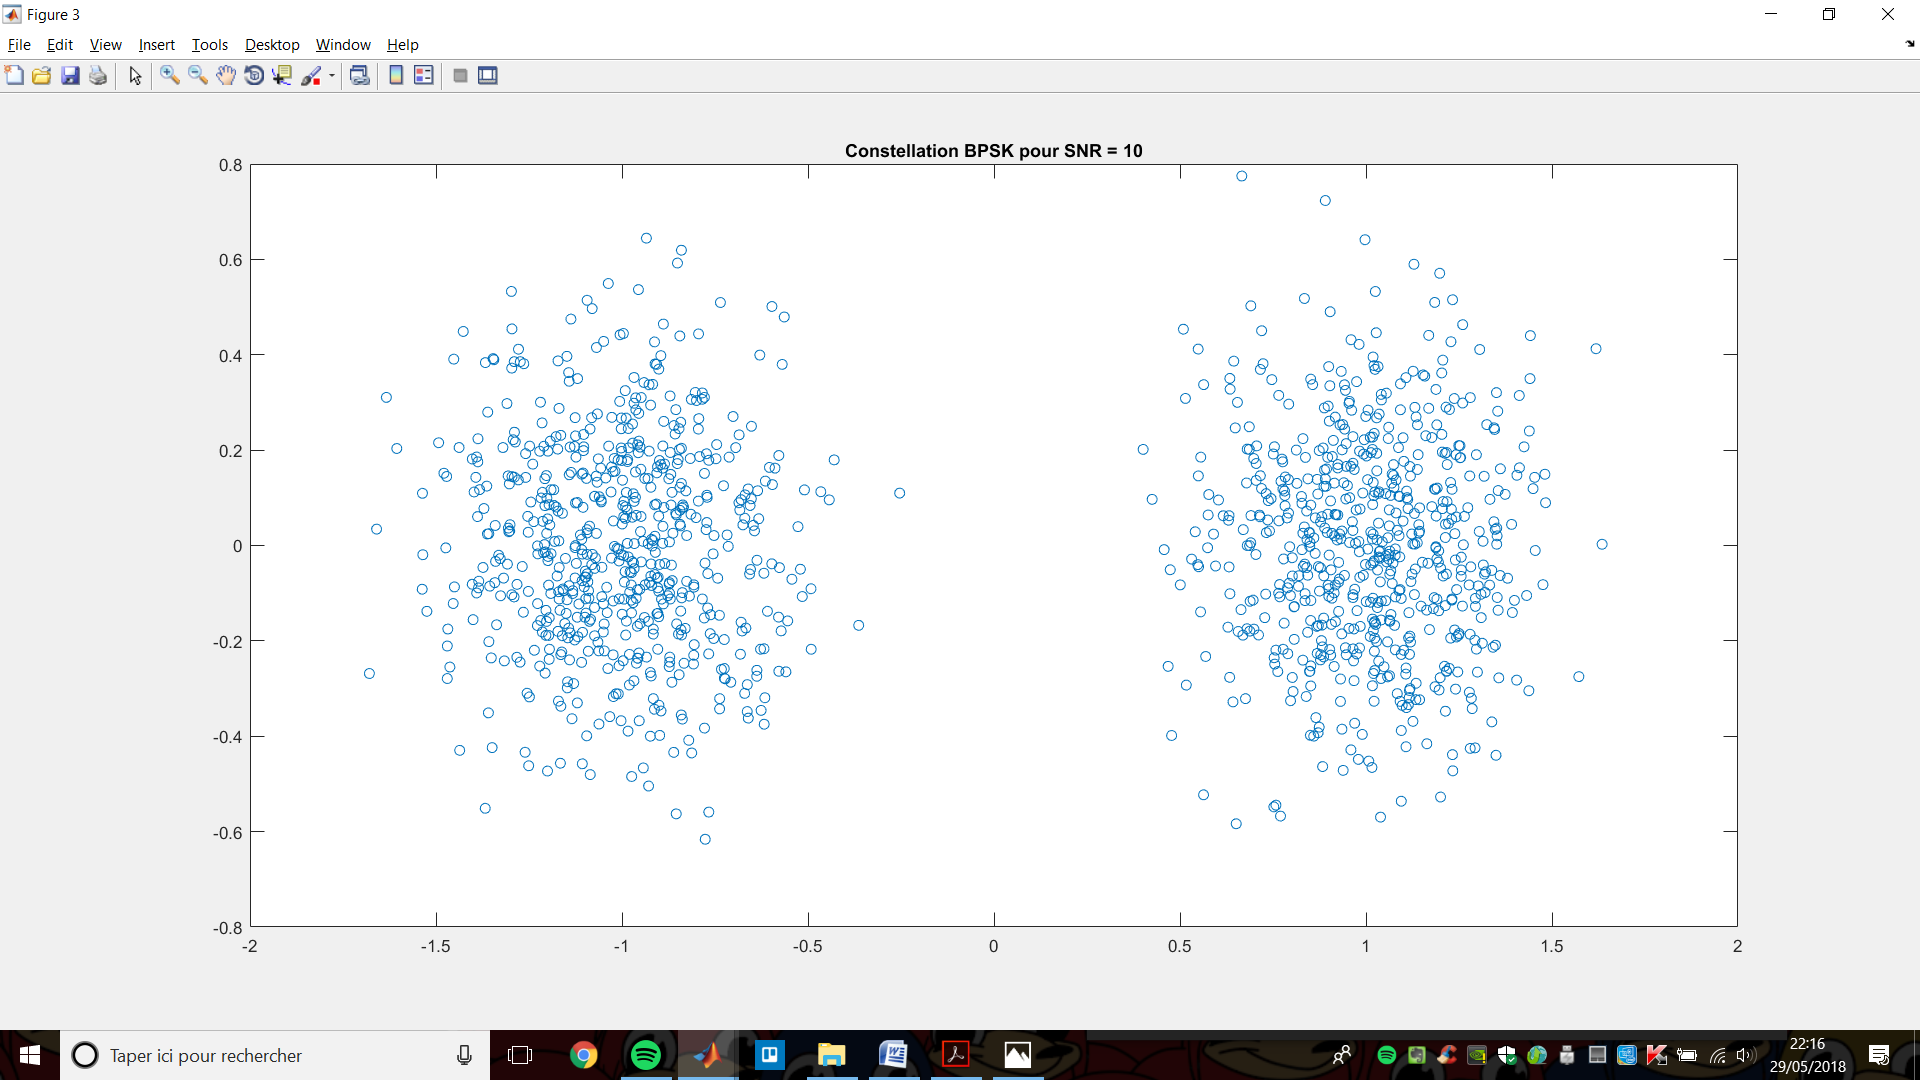 Figure 3
File Edit View Insert Tools Desktop Window Help
Constellation BPSK pour SNR = 10
0.8
0.6
0.4
0.2
0
-0.2
-0.4
-0.6
-0.8
-2 -1.5 -1 -0.5 0 0.5 1 1.5 2
Taper ici pour rechercher
22:16
29/05/2018